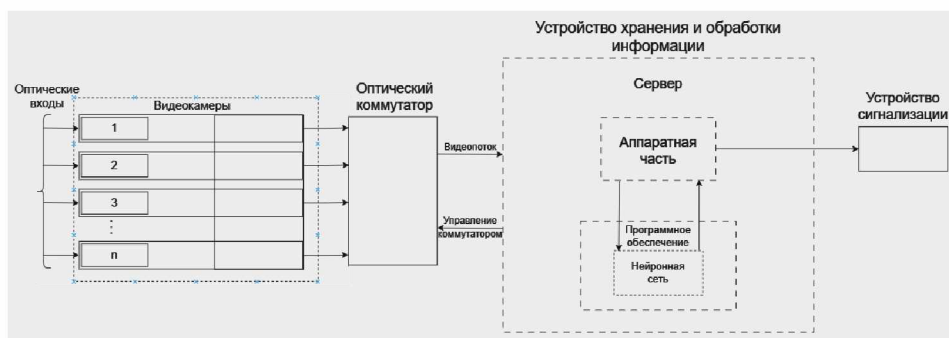 Устройство хранения и обработки
информации
Оптические
входы
Видеокамеры
1
2
3
n
Оптический
коммутатор
Видеопоток
Управление
коммутатором
Сервер
Аппаратная
часть
Программное
обеспечение
Нейронная
сеть
Устройство
сигнализации